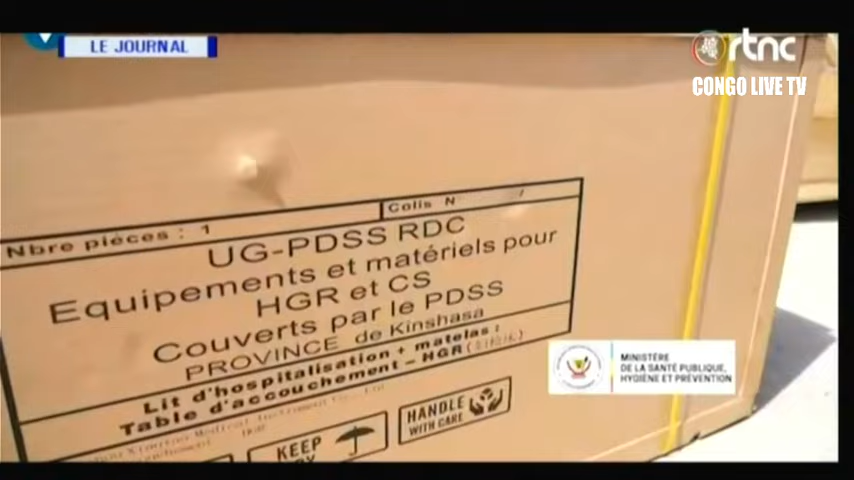 LE JOURNAL
rtnc
CONGO LIVE TV
Nbre pièces : 1
Colis N
UG-PDSS RDC
Equipements et matériels pour
HGR et CS
Couverts par le PDSS
PROVINCE de Kinshasa
Lit d'hospitalisation + matelas :
Table d'accouchement – HGR
KEEP
HANDLE
WITH CARE
MINISTÈRE
DE LA SANTÉ PUBLIQUE,
HYGIÈNE ET PRÉVENTION